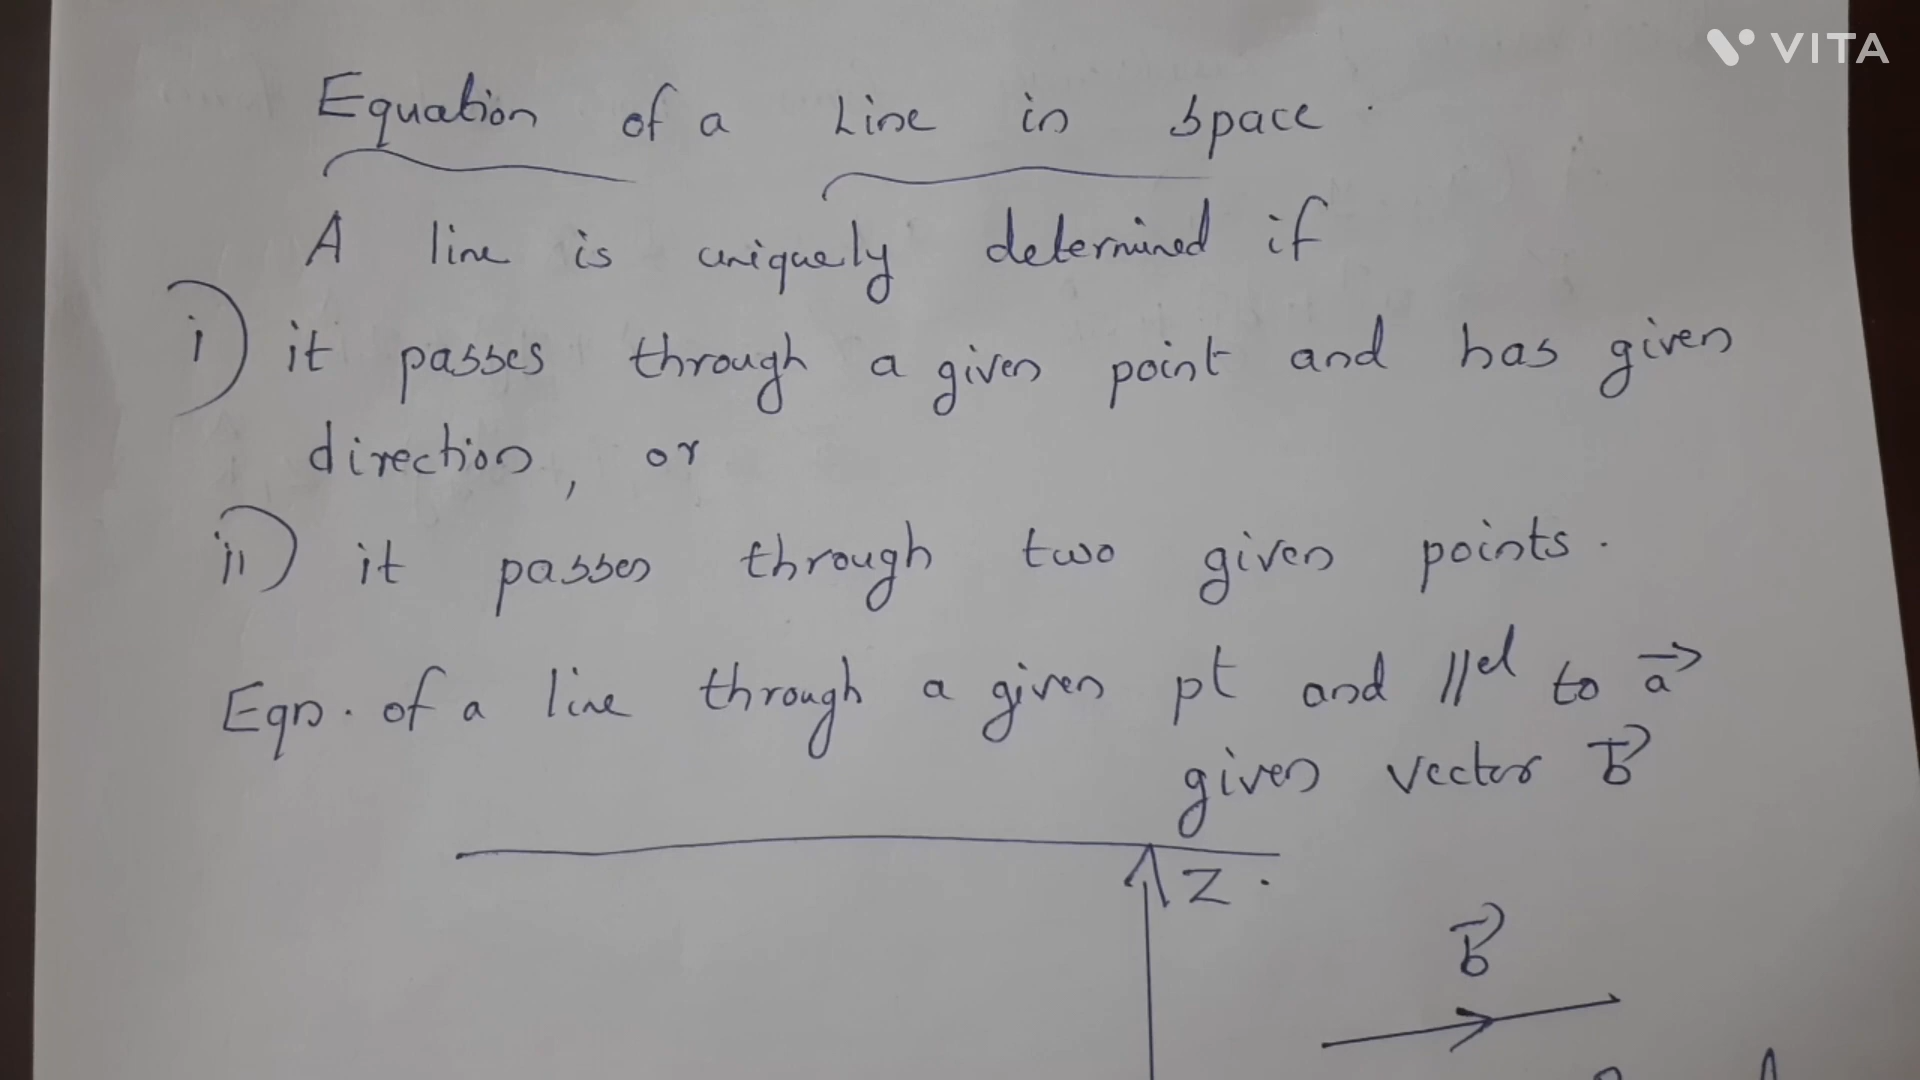 VITA
Equation of a Line in space.
A line is uniquely determined if
i) it passes through a given point and has given
direction, or
ii) it passes through two given points.
Eqn. of a line through a given pt and ||el to a→
given vector b→
Z.
b→